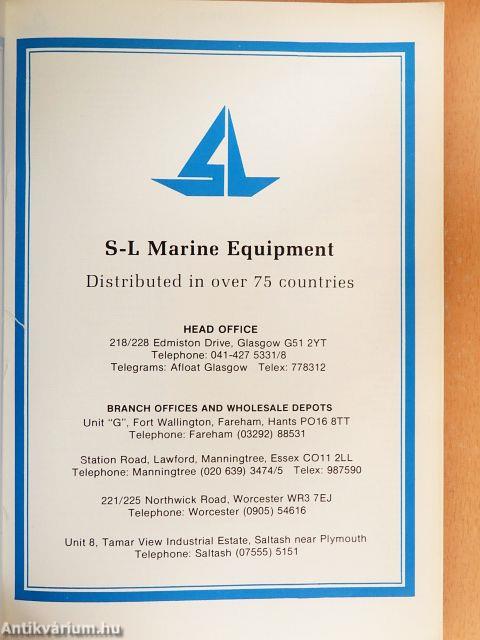 SL
S-L Marine Equipment
Distributed in over 75 countries
HEAD OFFICE
218/228 Edmiston Drive, Glasgow G51 2YT
Telephone: 041-427 5331/8
Telegrams: Afloat Glasgow Telex: 778312
BRANCH OFFICES AND WHOLESALE DEPOTS
Unit "G", Fort Wallington, Fareham, Hants PO16 8TT
Telephone: Fareham (03292) 88531
Station Road, Lawford, Manningtree, Essex CO11 2LL
Telephone: Manningtree (020 639) 3474/5 Telex: 987590
221/225 Northwick Road, Worcester WR3 7EJ
Telephone: Worcester (0905) 54616
Unit 8, Tamar View Industrial Estate, Saltash near Plymouth
Telephone: Saltash (07555) 5151
Antikvárium.hu